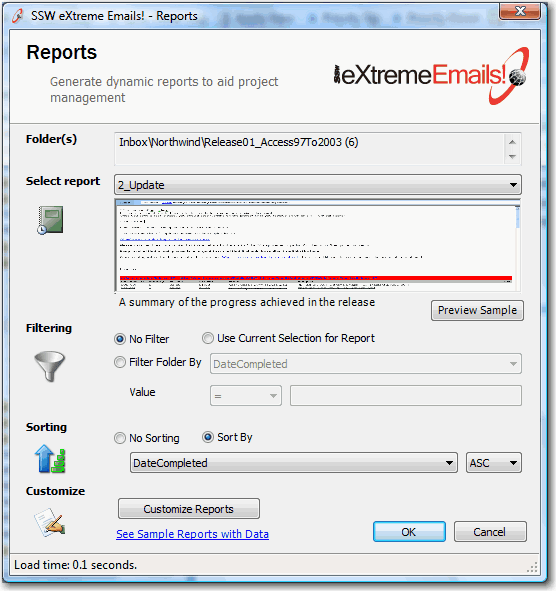 SSW eXtreme Emails! - Reports
Reports
Generate dynamic reports to aid project
management
SSW eXtremeEmails!
Folder(s)
Inbox\Northwind\Release01_Access97To2003 (6)
Select report
2_Update
A summary of the progress achieved in the release
Preview Sample
Filtering
No Filter
Use Current Selection for Report
Filter Folder By
DateCompleted
Value
=
Sorting
No Sorting
Sort By
DateCompleted
ASC
Customize
Customize Reports
See Sample Reports with Data
OK
Cancel
Load time: 0.1 seconds.